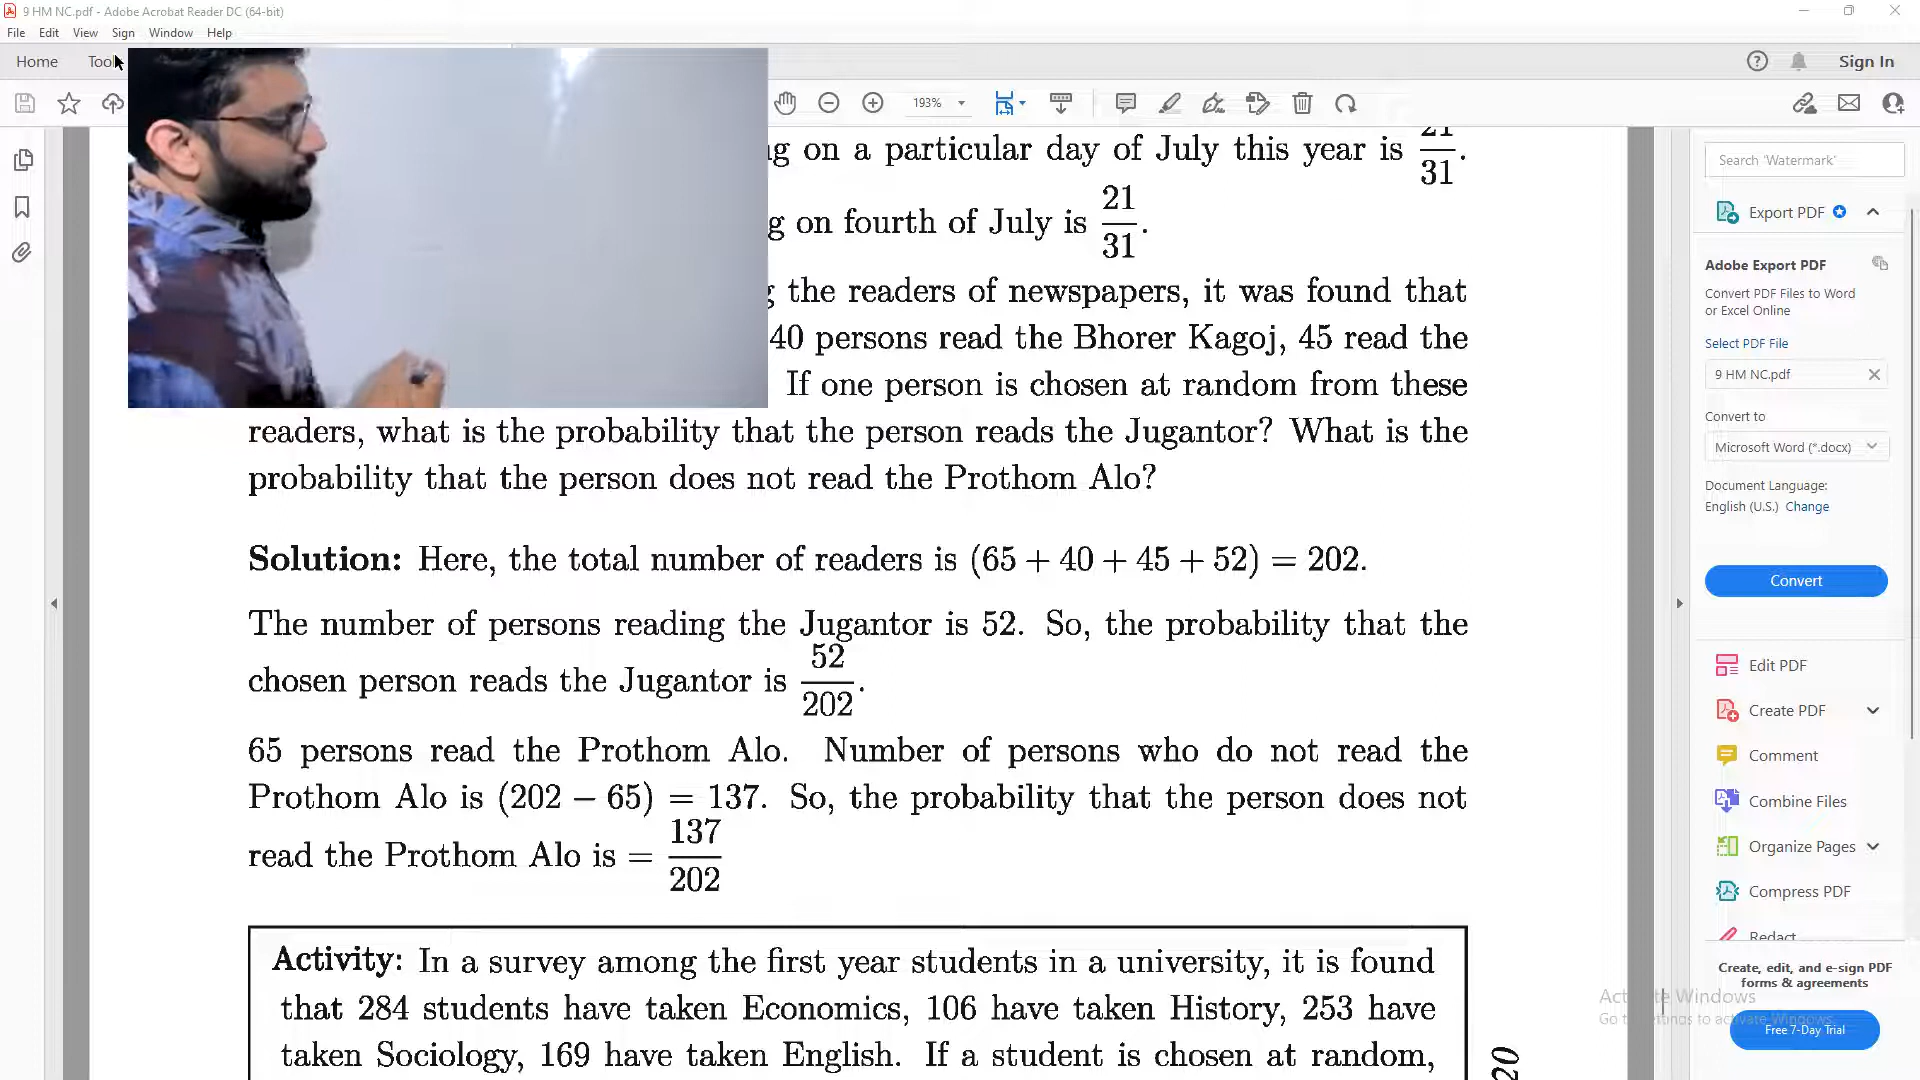 9 HM NC.pdf - Adobe Acrobat Reader DC (64-bit)
File Edit View Sign Window Help
Home Tool
? Sign In
193%
ng on a particular day of July this year is 21/31.
g on fourth of July is 21/31.
the readers of newspapers, it was found that
40 persons read the Bhorer Kagoj, 45 read the
If one person is chosen at random from these
readers, what is the probability that the person reads the Jugantor? What is the
probability that the person does not read the Prothom Alo?
Solution: Here, the total number of readers is (65 + 40 + 45 + 52) = 202.
The number of persons reading the Jugantor is 52. So, the probability that the
chosen person reads the Jugantor is 52/202.
65 persons read the Prothom Alo. Number of persons who do not read the
Prothom Alo is (202 − 65) = 137. So, the probability that the person does not
read the Prothom Alo is = 137/202
Activity: In a survey among the first year students in a university, it is found
that 284 students have taken Economics, 106 have taken History, 253 have
taken Sociology, 169 have taken English. If a student is chosen at random,
20
Search 'Watermark'
Export PDF
Adobe Export PDF
Convert PDF Files to Word
or Excel Online
Select PDF File
9 HM NC.pdf
Convert to
Microsoft Word (*.docx)
Document Language:
English (U.S.) Change
Convert
Edit PDF
Create PDF
Comment
Combine Files
Organize Pages
Compress PDF
Redact
Create, edit, and e-sign PDF
forms & agreements
Free 7-Day Trial
Activate Windows
Go to Settings to activate Windows.